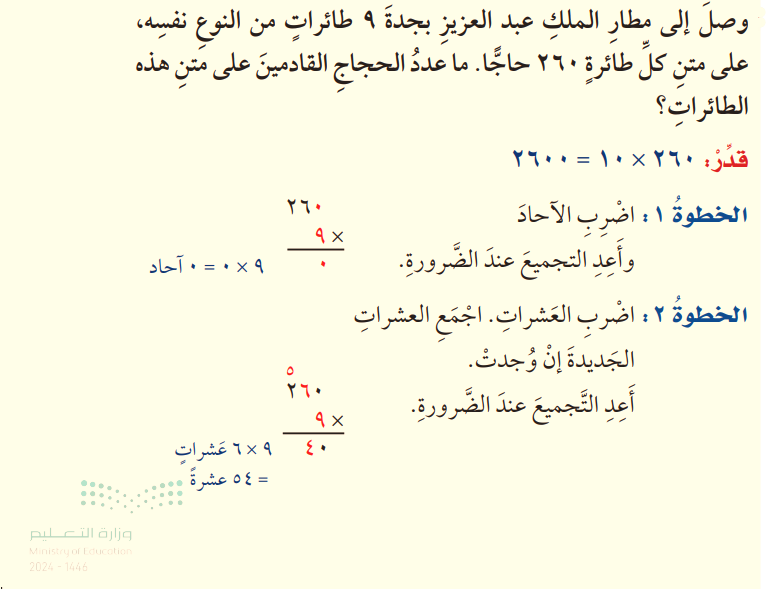 وصلَ إلى مطارِ الملكِ عبد العزيزِ بجدةَ ٩ طائراتٍ من النوعِ نفسِه،
على متنِ كلِّ طائرةٍ ٢٦٠ حاجًّا. ما عددُ الحجاجِ القادمينَ على متنِ هذه
الطائراتِ؟
قدِّرْ: ٢٦٠ × ١٠ = ٢٦٠٠
الخطوةُ ١: اضْرِبِ الآحادَ
وأَعِدِ التجميعَ عندَ الضَّرورةِ.
٢٦٠
× ٩
٠
٩ × ٠ = ٠ آحاد
الخطوةُ ٢: اضْربِ العَشراتِ. اجْمَعِ العشراتِ
الجَديدةَ إنْ وُجدتْ.
أَعِدِ التَّجميعَ عندَ الضَّرورةِ.
٥
٢٦٠
× ٩
٤٠
٩ × ٦ عَشراتٍ
= ٥٤ عشرةً
وزارة التعليم
Ministry of Education
2024 - 1446